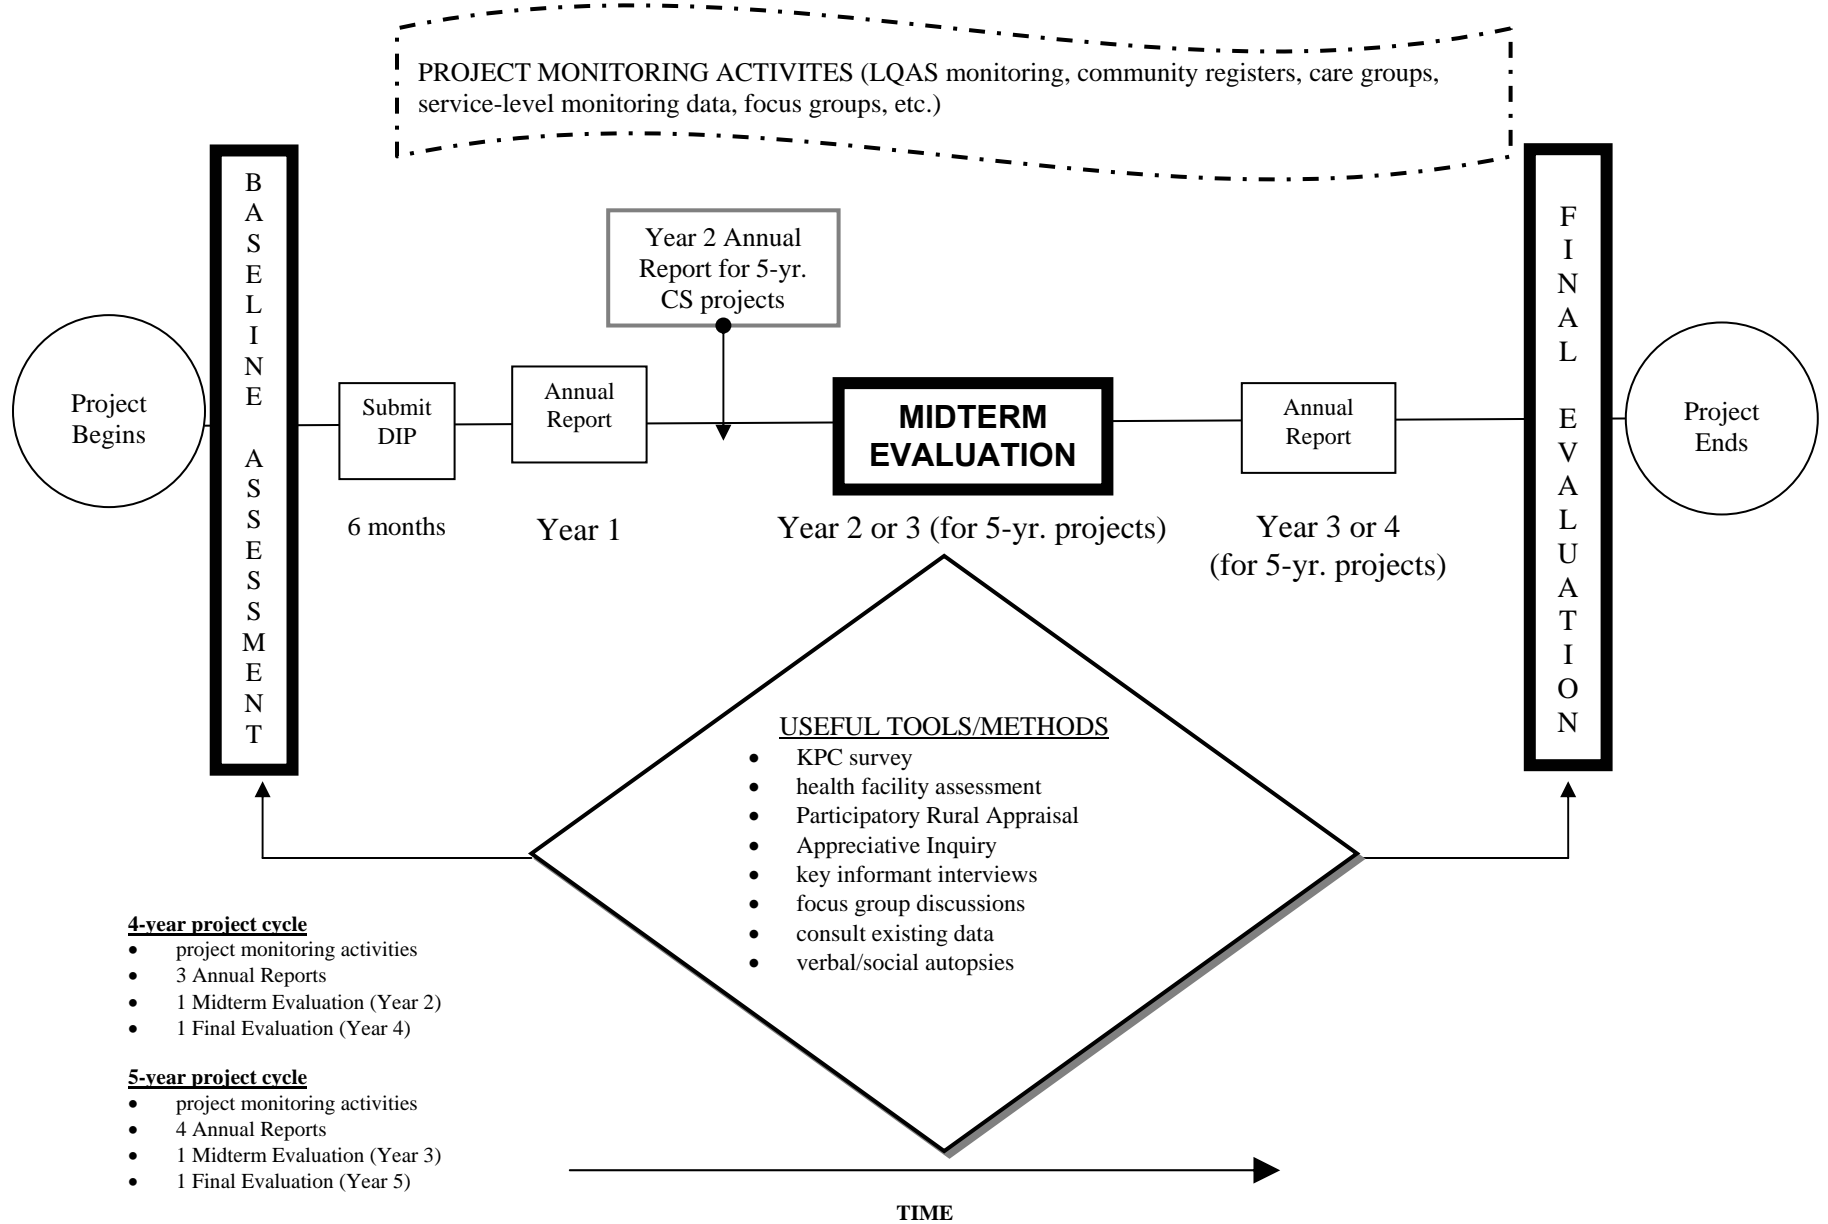 PROJECT MONITORING ACTIVITES (LQAS monitoring, community registers, care groups,
service-level monitoring data, focus groups, etc.)
BASELINE ASSESSMENT
FINAL EVALUATION
Year 2 Annual
Report for 5-yr.
CS projects
Project
Begins
Submit
DIP
Annual
Report
MIDTERM
EVALUATION
Annual
Report
Project
Ends
6 months
Year 1
Year 2 or 3 (for 5-yr. projects)
Year 3 or 4
(for 5-yr. projects)
USEFUL TOOLS/METHODS
• KPC survey
• health facility assessment
• Participatory Rural Appraisal
• Appreciative Inquiry
• key informant interviews
• focus group discussions
• consult existing data
• verbal/social autopsies
4-year project cycle
• project monitoring activities
• 3 Annual Reports
• 1 Midterm Evaluation (Year 2)
• 1 Final Evaluation (Year 4)
5-year project cycle
• project monitoring activities
• 4 Annual Reports
• 1 Midterm Evaluation (Year 3)
• 1 Final Evaluation (Year 5)
TIME